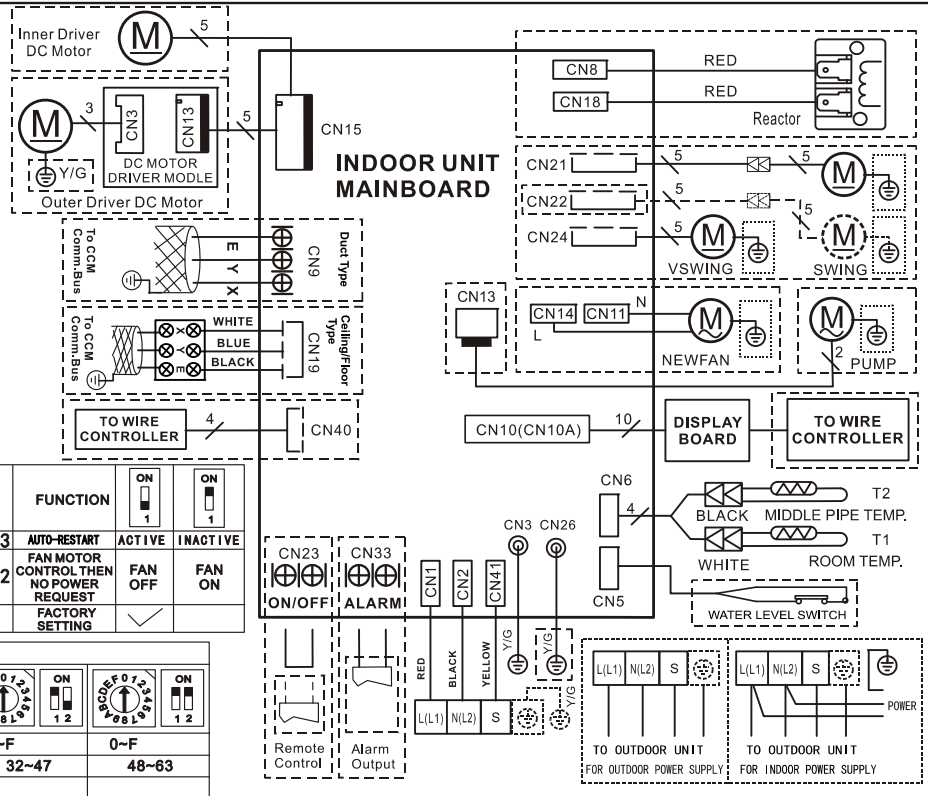 Inner Driver
DC Motor
M
5
M
3
CN3
CN13
5
DC MOTOR
DRIVER MODLE
Y/G
Outer Driver DC Motor
CN15
INDOOR UNIT
MAINBOARD
To CCM
Comm.Bus
E
Y
X
CN9
Duct Type
To CCM
Comm.Bus
X
Y
E
WHITE
BLUE
BLACK
CN19
Ceiling/Floor
Type
TO WIRE
CONTROLLER
4
CN40
CN8
RED
CN18
RED
Reactor
CN21
5
5
M
CN22
5
5
M
SWING
CN24
5
M
VSWING
CN13
CN14
CN11
N
L
M
NEWFAN
M
2
PUMP
CN10(CN10A)
10
DISPLAY
BOARD
TO WIRE
CONTROLLER
CN6
4
BLACK
MIDDLE PIPE TEMP.
T2
WHITE
ROOM TEMP.
T1
CN5
WATER LEVEL SWITCH
CN3
CN26
Y/G
Y/G
Y/G
CN23
ON/OFF
CN33
ALARM
CN1
CN2
CN41
RED
BLACK
YELLOW
L(L1)
N(L2)
S
Remote
Control
Alarm
Output
FUNCTION
ON
1
ON
1
3
AUTO-RESTART
ACTIVE
INACTIVE
2
FAN MOTOR
CONTROL THEN
NO POWER
REQUEST
FAN
OFF
FAN
ON
FACTORY
SETTING
ON
1 2
ABCDEF0123456789
ON
1 2
~F
0~F
32~47
48~63
L(L1)
N(L2)
S
TO OUTDOOR UNIT
FOR OUTDOOR POWER SUPPLY
L(L1)
N(L2)
S
POWER
TO OUTDOOR UNIT
FOR INDOOR POWER SUPPLY